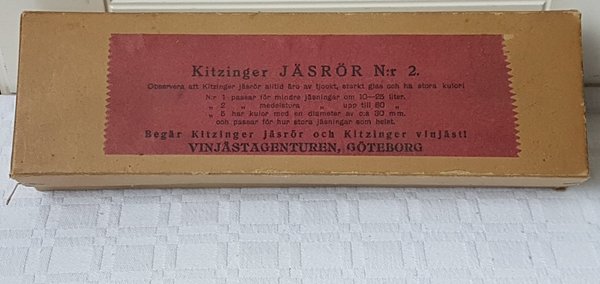 Kitzinger JÄSRÖR N:r 2.
Observera att Kitzinger jäsrör alltid äro av tjockt, starkt glas och ha stora kulor!
N:r 1 passar för mindre jäsningar om 10—25 liter.
„ 2 „ medelstora „ upp till 80 „
„ 5 har kulor med en diameter av c:a 30 mm.
och passar för hur stora jäsningar som helst.
Begär Kitzinger jäsrör och Kitzinger vinjäst!
VINJÄSTAGENTUREN, GÖTEBORG